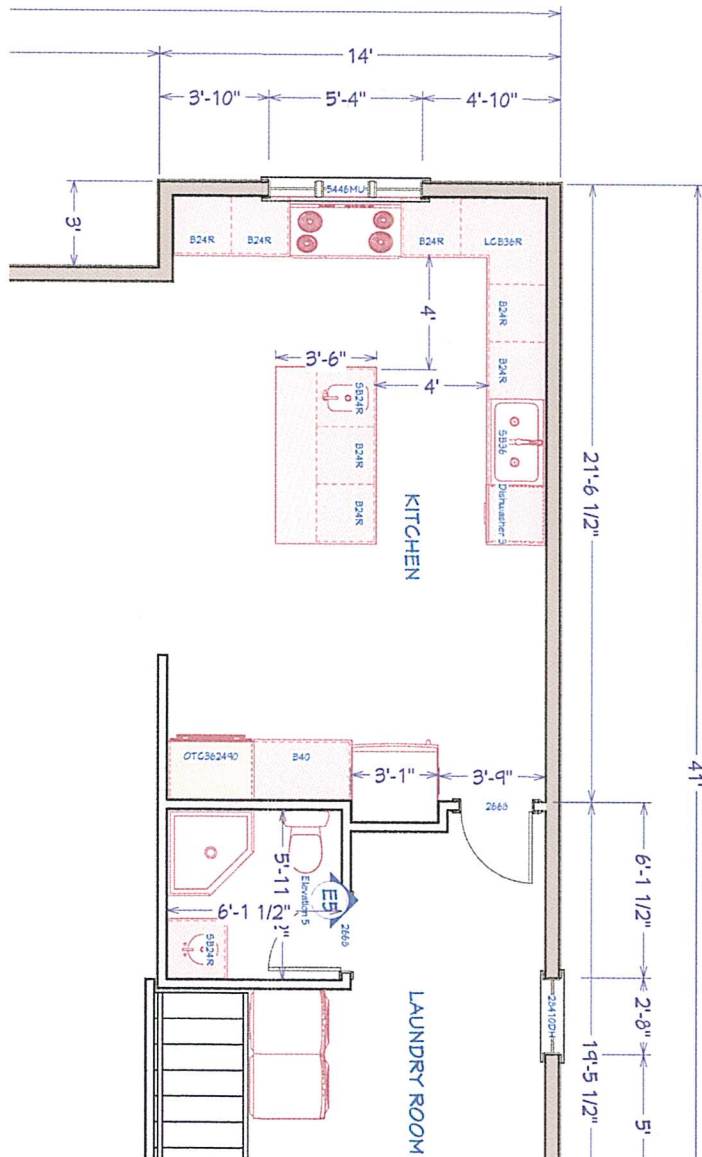 14'
3'-10"
5'-4"
4'-10"
5446MU
3'
B24R
B24R
B24R
LCB36R
4'
B24R
3'-6"
B24R
4'
SB24R
SB36
41'
21'-6 1/2"
B24R
B24R
Dishwasher
KITCHEN
OTC362490
B40
3'-1"
3'-9"
2668
5'-11
6'-1 1/2"
Elevation 5
E5
6'-1 1/2"
2668
SB24R
28410DH
2'-8"
LAUNDRY ROOM
19'-5 1/2"
5'